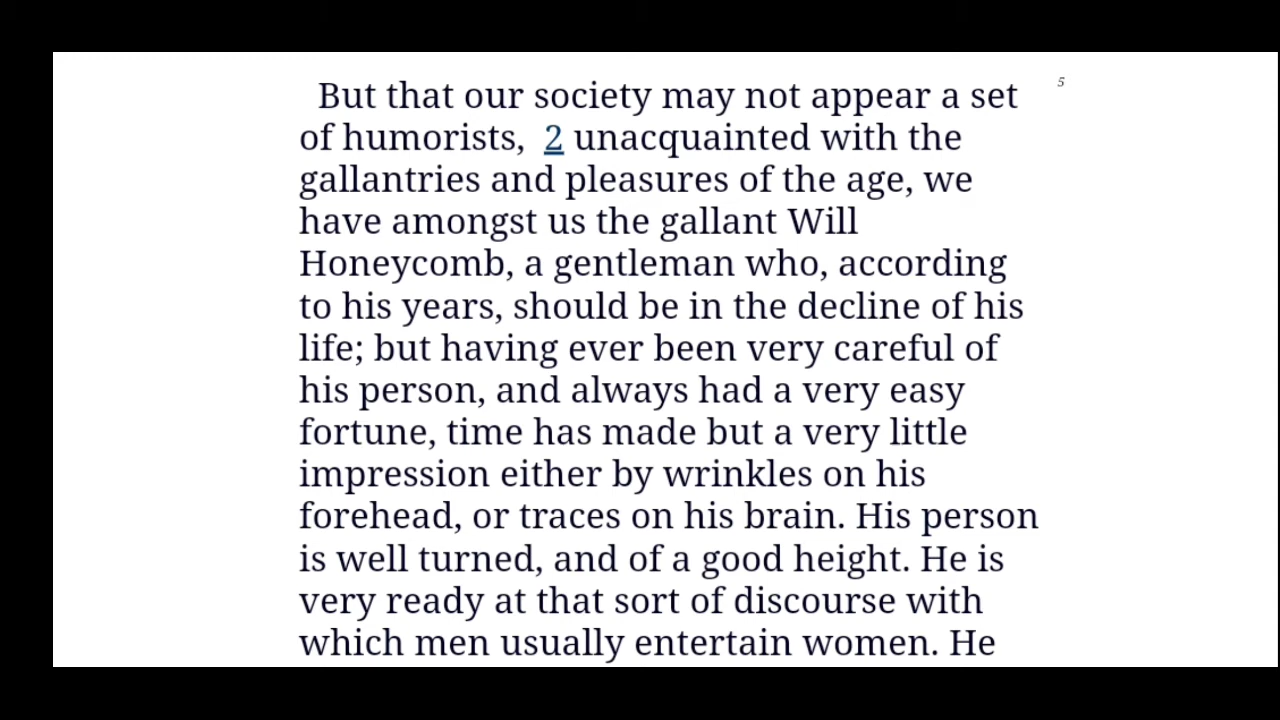 But that our society may not appear a set
5
of humorists, 2 unacquainted with the
gallantries and pleasures of the age, we
have amongst us the gallant Will
Honeycomb, a gentleman who, according
to his years, should be in the decline of his
life; but having ever been very careful of
his person, and always had a very easy
fortune, time has made but a very little
impression either by wrinkles on his
forehead, or traces on his brain. His person
is well turned, and of a good height. He is
very ready at that sort of discourse with
which men usually entertain women. He